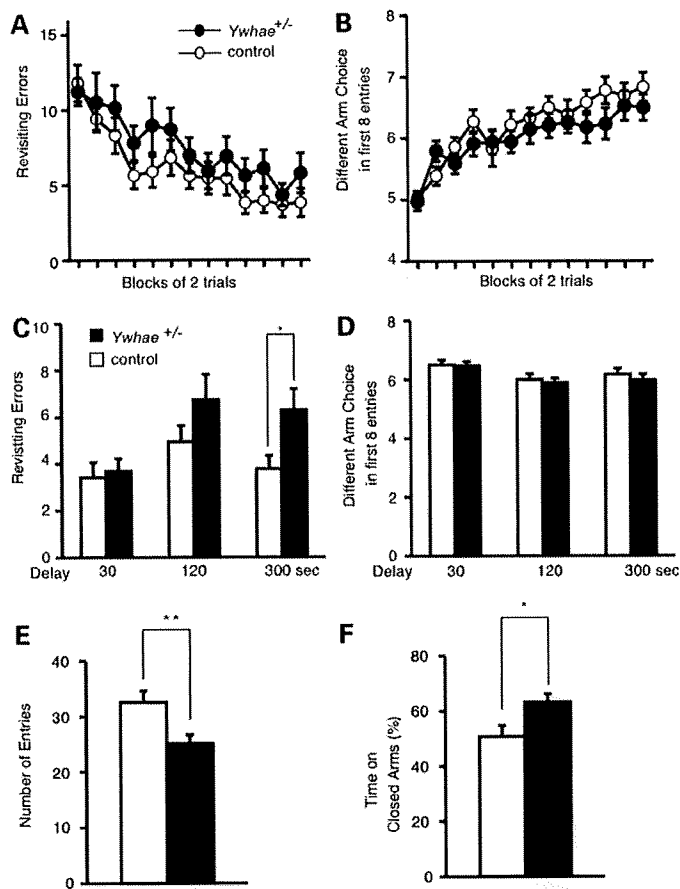 A
Revisiting Errors
15
10
5
0
Ywhae+/-
control
Blocks of 2 trials
B
Different Arm Choice
in first 8 entries
8
7
6
5
4
Blocks of 2 trials
C
Revistting Errors
10
8
6
4
2
0
Ywhae +/-
control
*
Delay 30 120 300 sec
D
Different Arm Choice
in first 8 entries
8
6
4
2
0
Delay 30 120 300 sec
E
Number of Entries
40
30
20
10
0
**
F
Time on
Closed Arms (%)
80
60
40
20
0
*